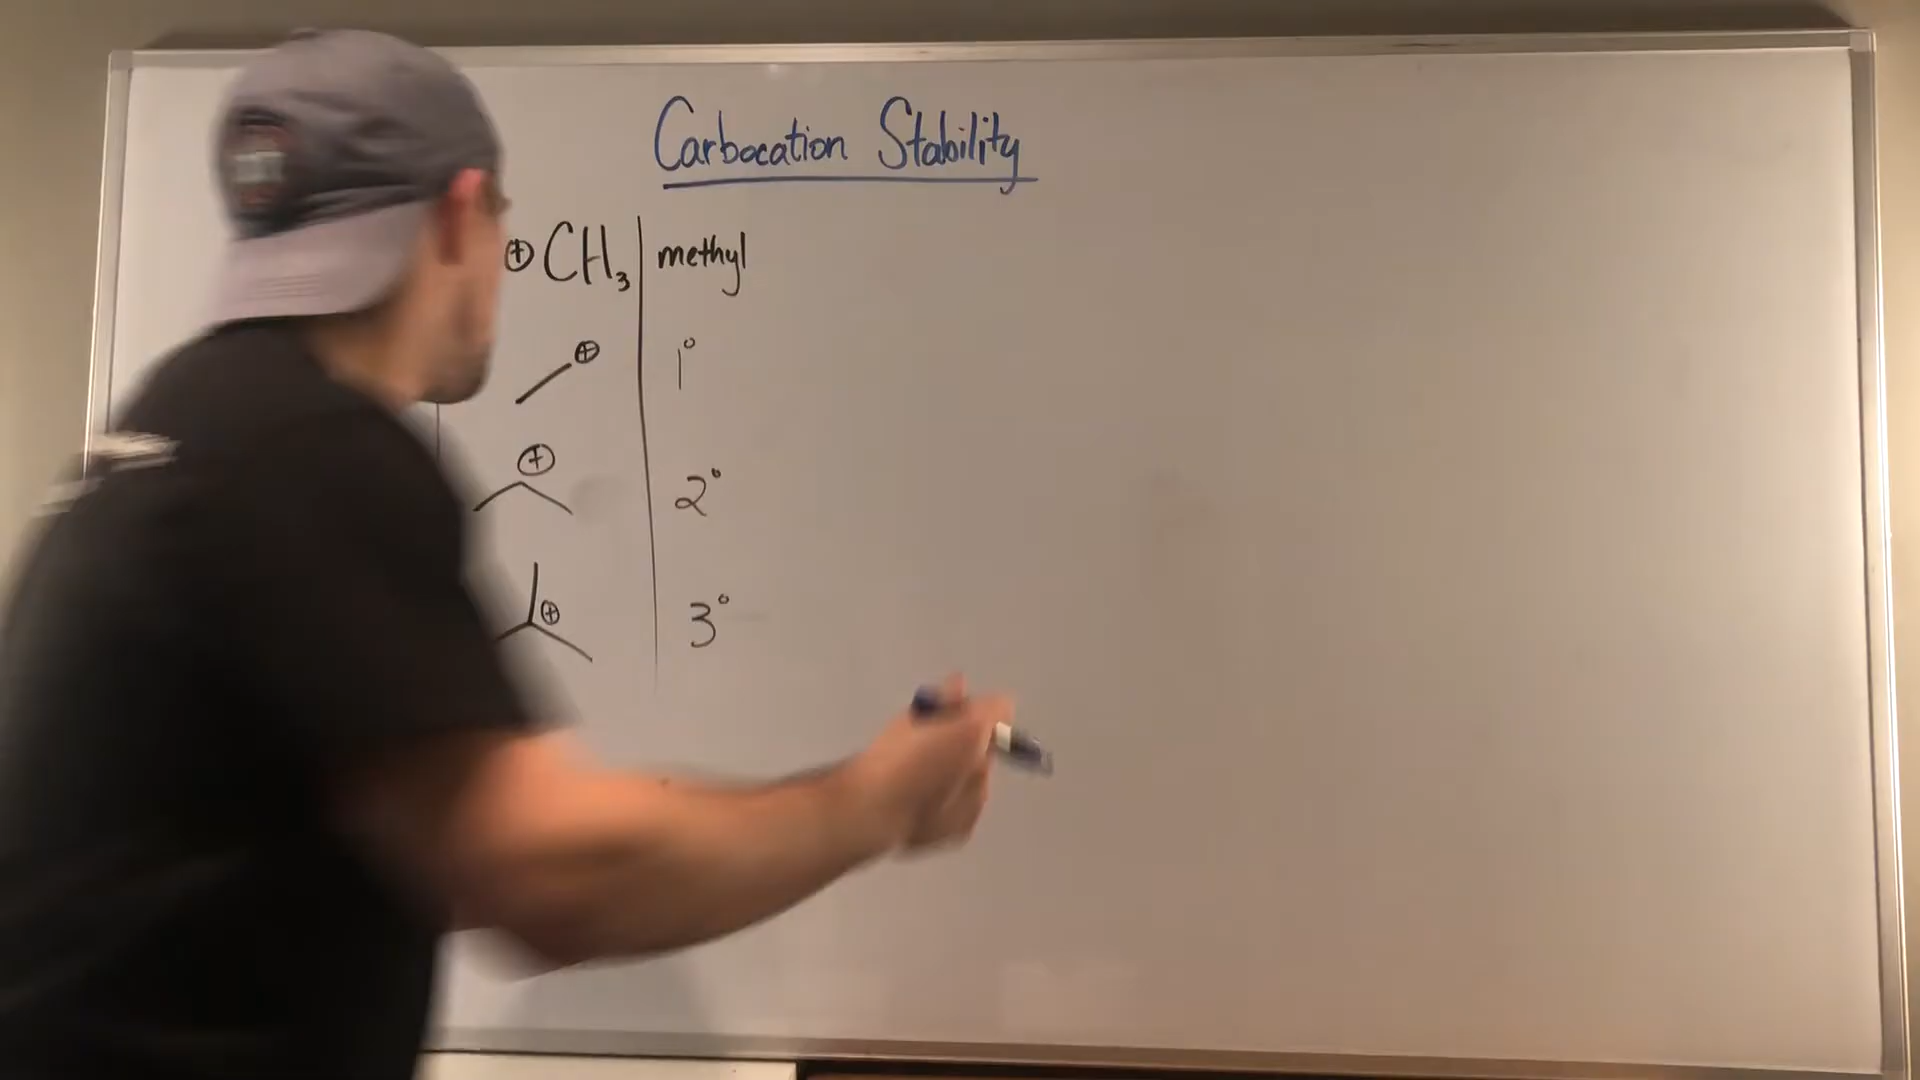 Carbocation Stability
⊕CH₃ methyl
⊕ 1°
⊕ 2°
⊕ 3°